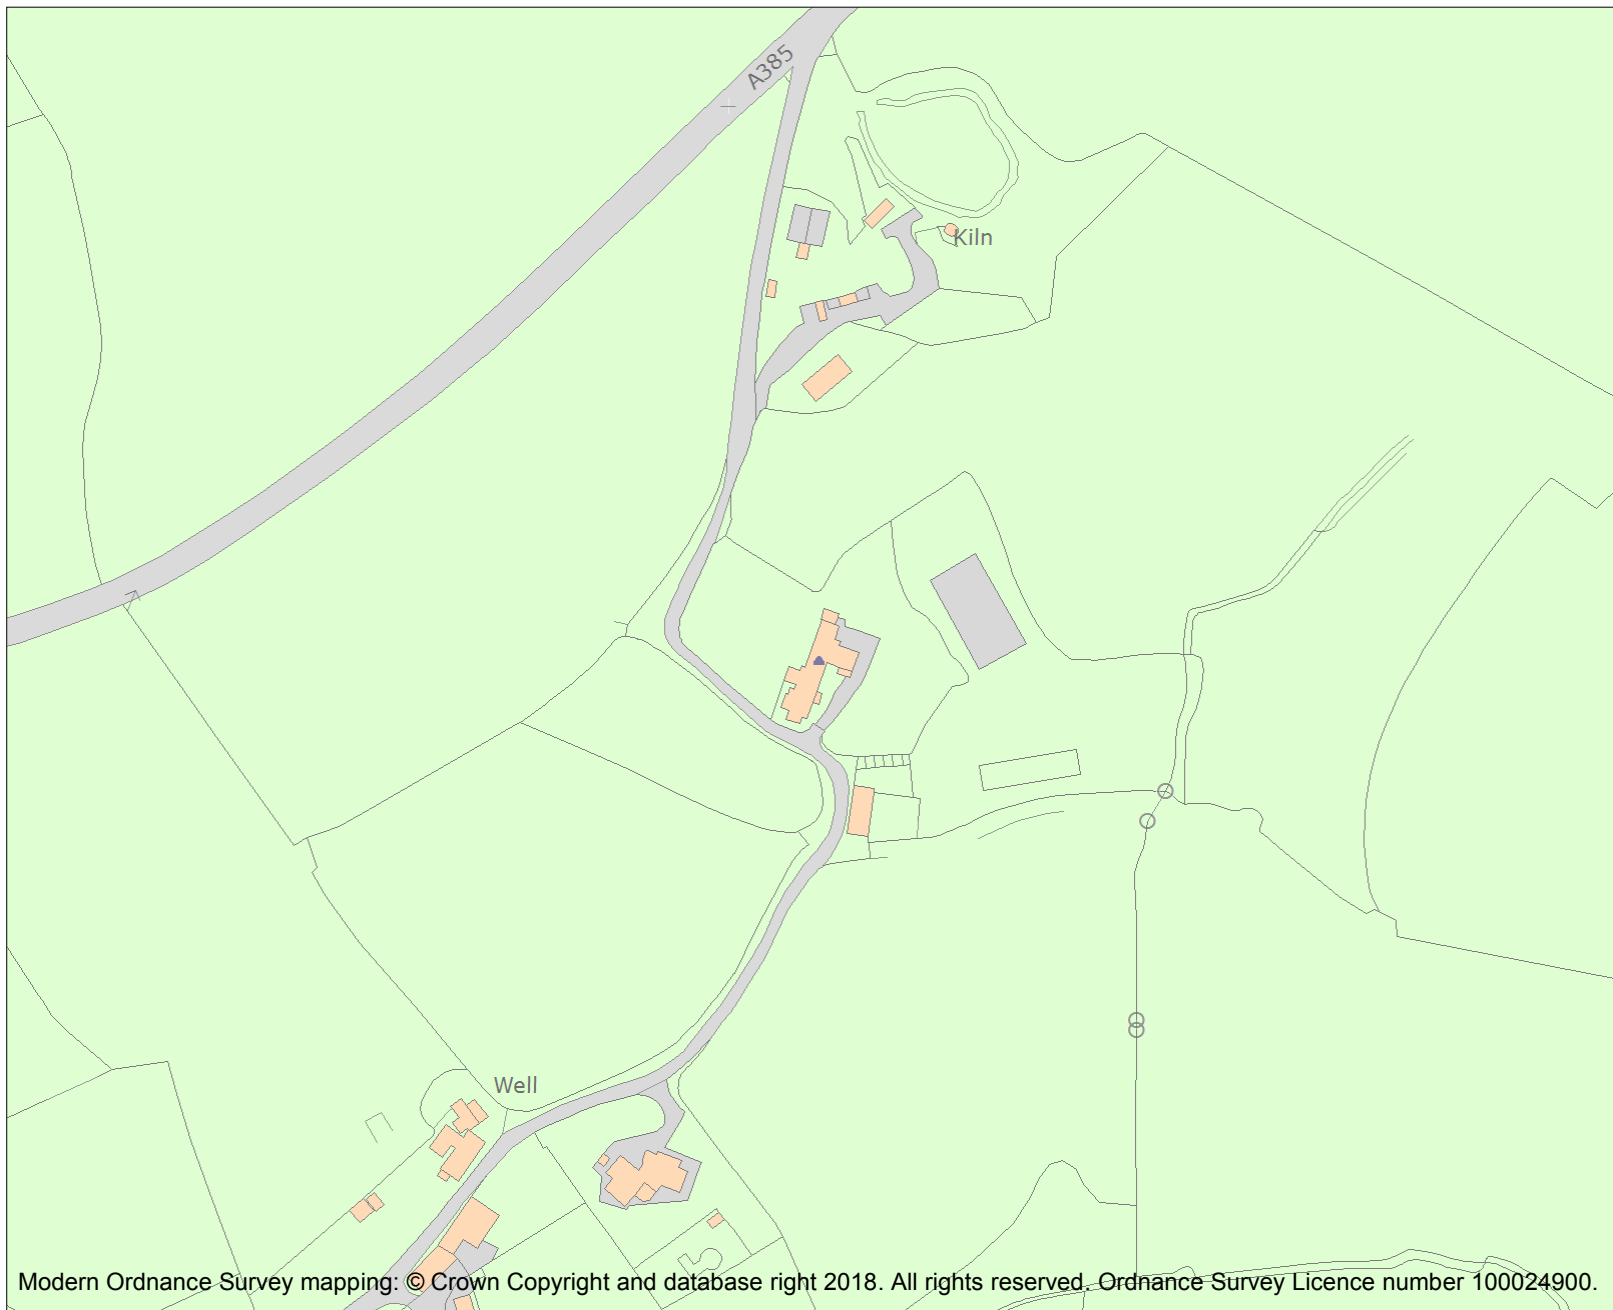 A385
Kiln
Well
Modern Ordnance Survey mapping: © Crown Copyright and database right 2018. All rights reserved. Ordnance Survey Licence number 100024900.